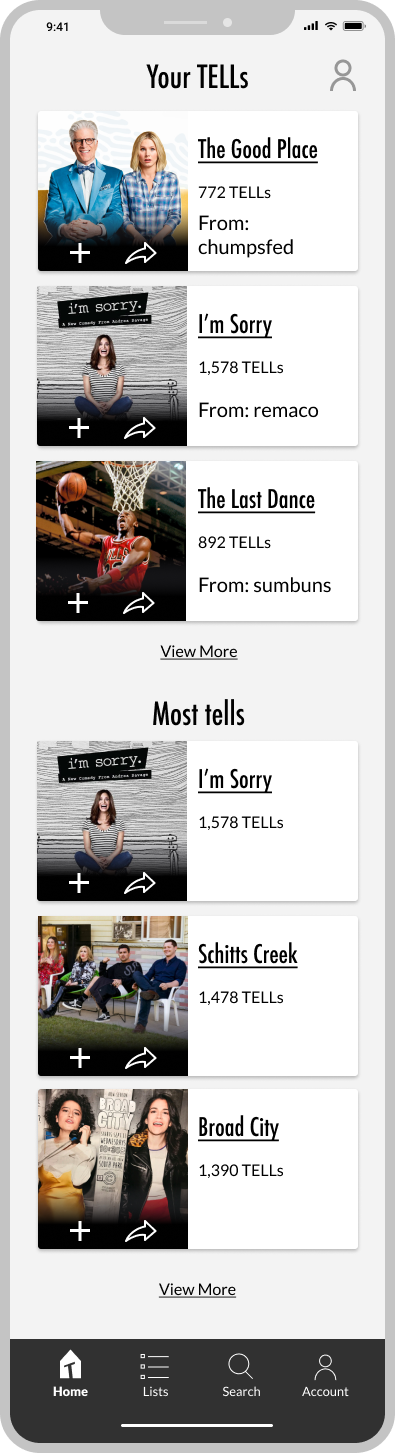 9:41
Your TELLs
The Good Place
772 TELLs
From:
chumpsfed
i'm sorry.
A New Comedy From Andrea Savage
I'm Sorry
1,578 TELLs
From: remaco
BULLS
The Last Dance
892 TELLs
From: sumbuns
View More
Most tells
i'm sorry.
A New Comedy From Andrea Savage
I'm Sorry
1,578 TELLs
Schitts Creek
1,478 TELLs
BROAD
CITY
Broad City
1,390 TELLs
View More
Home
Lists
Search
Account